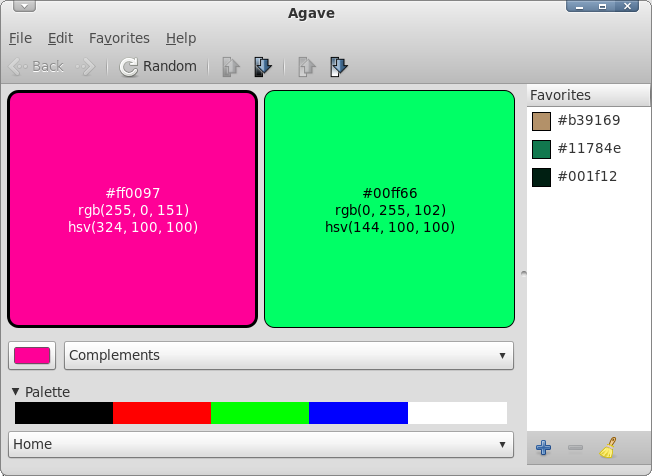 Agave
File Edit Favorites Help
Back Random
Favorites
#b39169
#11784e
#001f12
#ff0097
rgb(255, 0, 151)
hsv(324, 100, 100)
#00ff66
rgb(0, 255, 102)
hsv(144, 100, 100)
Complements
Palette
Home